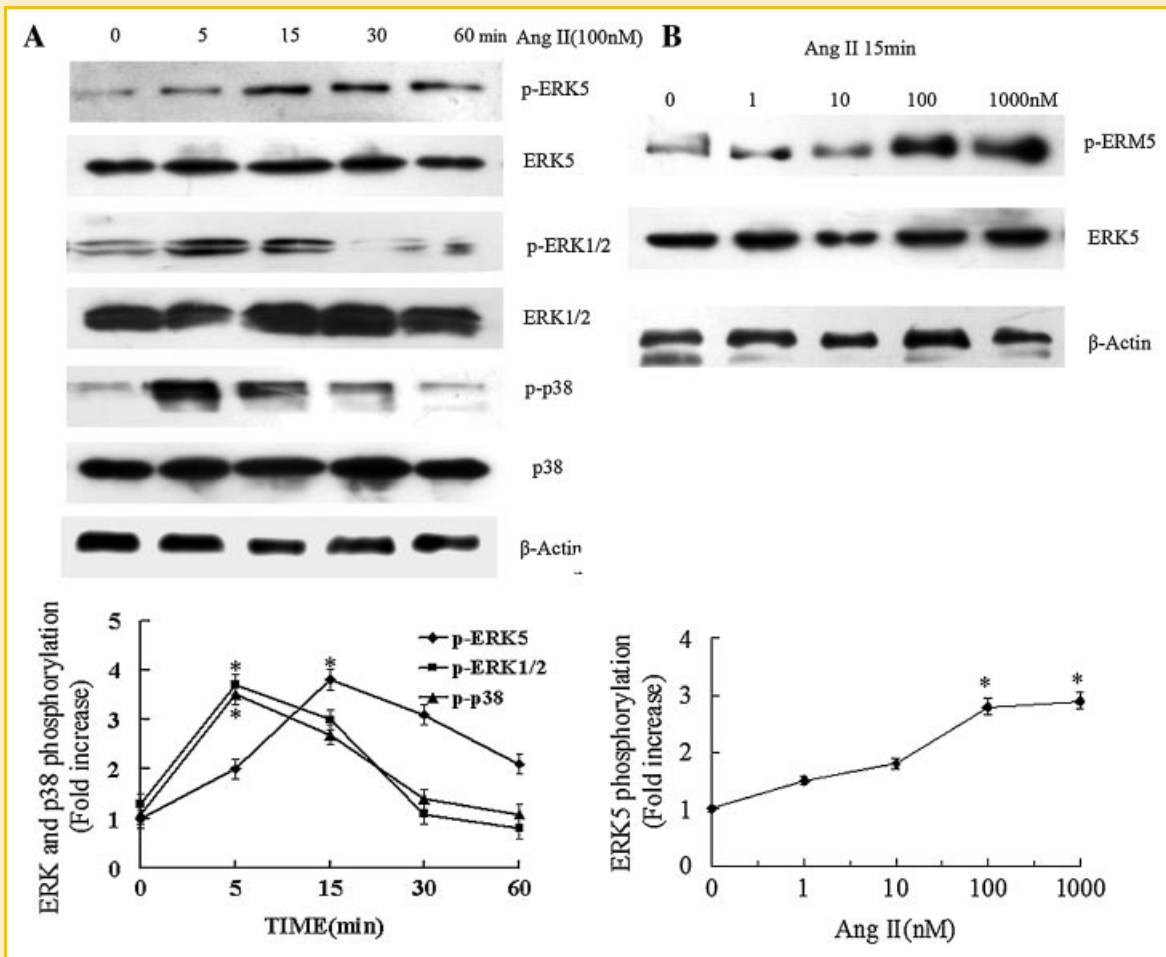 A
0 5 15 30 60 min Ang II(100nM)
p-ERK5
ERK5
p-ERK1/2
ERK1/2
p-p38
p38
β-Actin
ERK and p38 phosphorylation
(Fold increase)
5
4
3
2
1
0
p-ERK5
p-ERK1/2
p-p38
*
*
*
0 5 15 30 60
TIME(min)
B
Ang II 15min
0 1 10 100 1000nM
p-ERM5
ERK5
β-Actin
ERK5 phosphorylation
(Fold increase)
4
3
2
1
0
* *
0 1 10 100 1000
Ang II(nM)